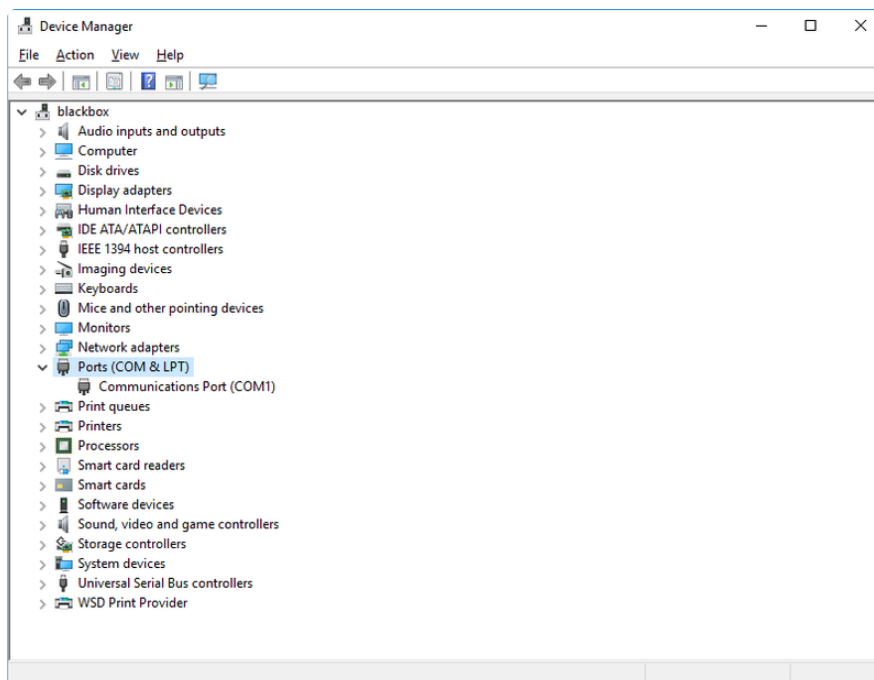 Device Manager
File Action View Help
blackbox
Audio inputs and outputs
Computer
Disk drives
Display adapters
Human Interface Devices
IDE ATA/ATAPI controllers
IEEE 1394 host controllers
Imaging devices
Keyboards
Mice and other pointing devices
Monitors
Network adapters
Ports (COM & LPT)
Communications Port (COM1)
Print queues
Printers
Processors
Smart card readers
Smart cards
Software devices
Sound, video and game controllers
Storage controllers
System devices
Universal Serial Bus controllers
WSD Print Provider